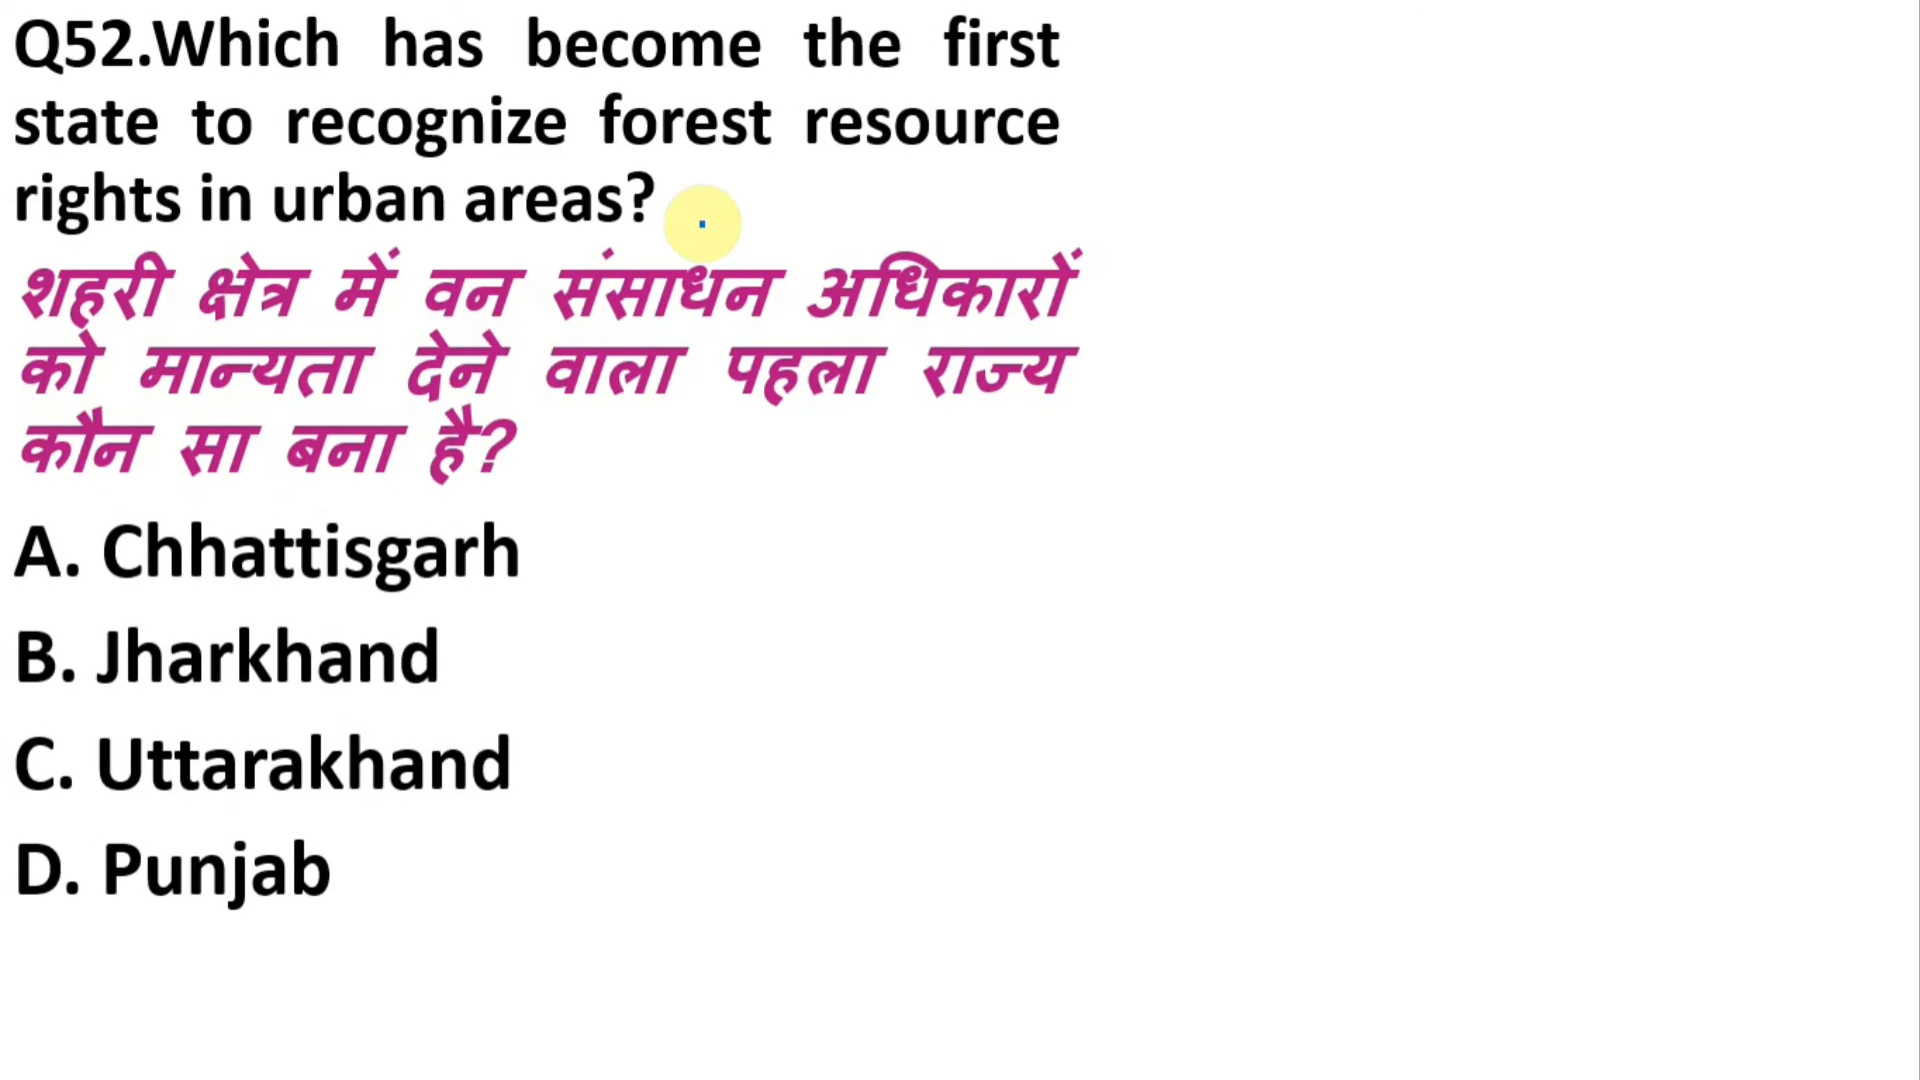 Q52.Which has become the first
state to recognize forest resource
rights in urban areas?
शहरी क्षेत्र में वन संसाधन अधिकारों
को मान्यता देने वाला पहला राज्य
कौन सा बना है?
A. Chhattisgarh
B. Jharkhand
C. Uttarakhand
D. Punjab